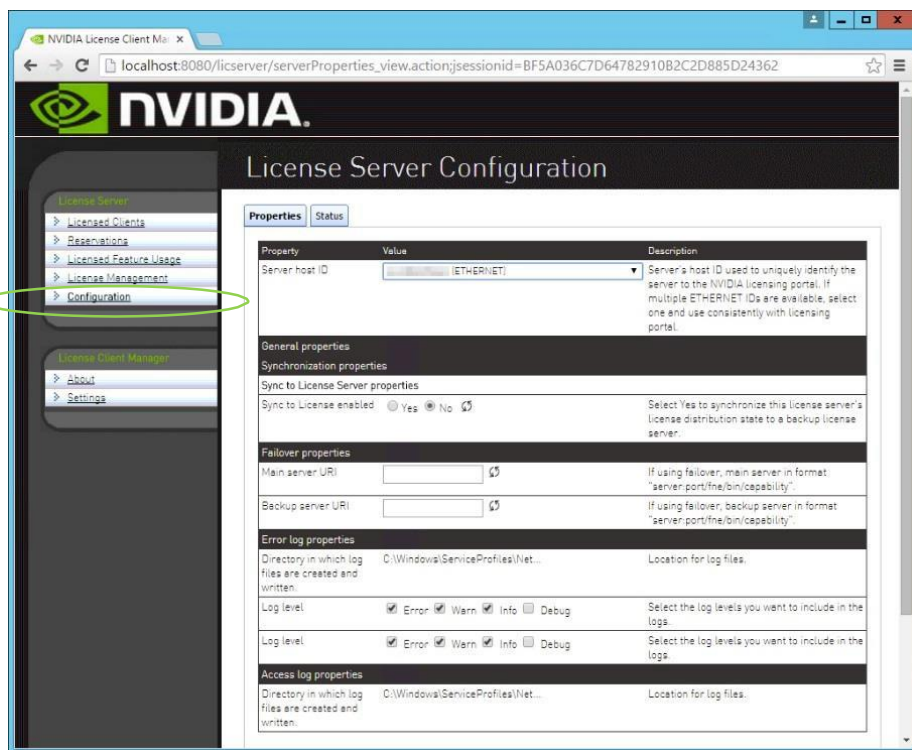 NVIDIA License Client Ma
localhost:8080/licserver/serverProperties_view.action;jsessionid=BF5A036C7D64782910B2C2D885D24362
NVIDIA.
License Server Configuration
License Server
Licensed Clients
Reservations
Licensed Feature Usage
License Management
Configuration
License Client Manager
About
Settings
Properties Status
Property Value Description
Server host ID (ETHERNET) Server's host ID used to uniquely identify the
server to the NVIDIA licensing portal. If
multiple ETHERNET IDs are available, select
one and use consistently with licensing
portal.
General properties
Synchronization properties
Sync to License Server properties
Sync to License enabled Yes No Select Yes to synchronize this license server's
license distribution state to a backup license
server.
Failover properties
Main server URI If using failover, main server in format
"server:port/fne/bin/capability".
Backup server URI If using failover, backup server in format
"server:port/fne/bin/capability".
Error log properties
Directory in which log C:\Windows\ServiceProfiles\Net... Location for log files.
files are created and
written.
Log level Error Warn Info Debug Select the log levels you want to include in the
logs.
Log level Error Warn Info Debug Select the log levels you want to include in the
logs.
Access log properties
Directory in which log C:\Windows\ServiceProfiles\Net... Location for log files.
files are created and
written.